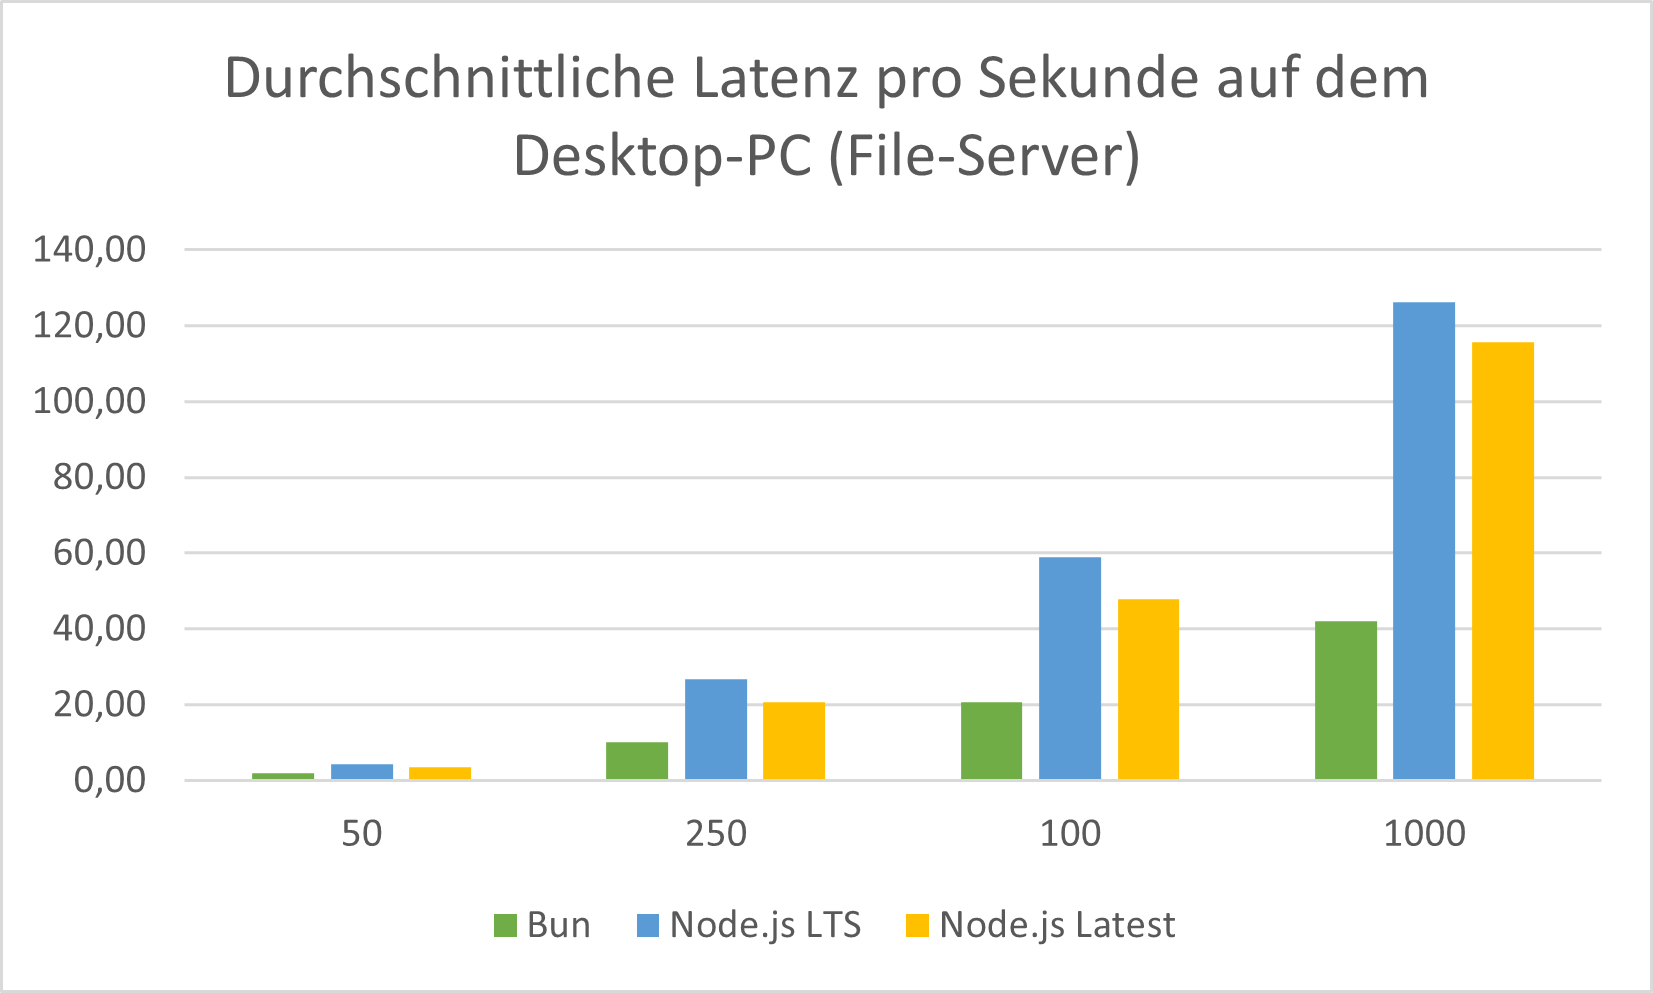 Durchschnittliche Latenz pro Sekunde auf dem
Desktop-PC (File-Server)
140,00
120,00
100,00
80,00
60,00
40,00
20,00
0,00
50 250 100 1000
Bun Node.js LTS Node.js Latest